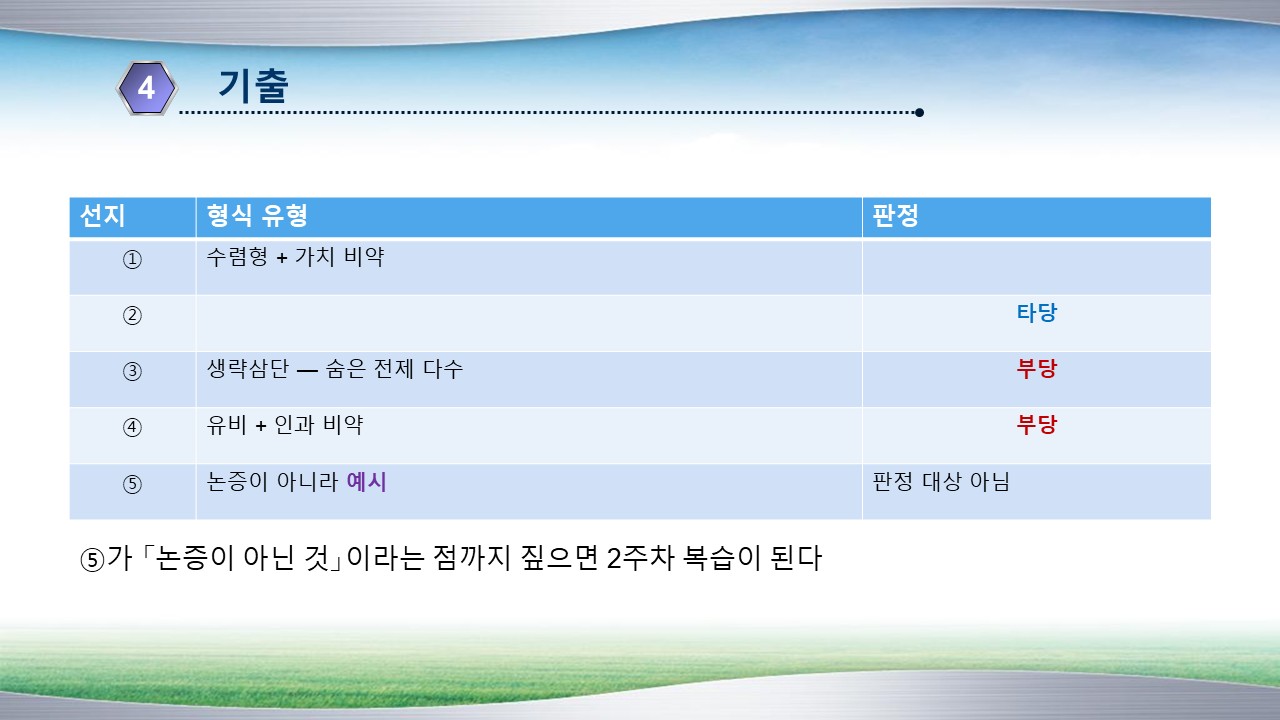 4 기출
선지 형식 유형 판정
① 수렴형 + 가치 비약
② 타당
③ 생략삼단 — 숨은 전제 다수 부당
④ 유비 + 인과 비약 부당
⑤ 논증이 아니라 예시 판정 대상 아님
⑤가 「논증이 아닌 것」이라는 점까지 짚으면 2주차 복습이 된다